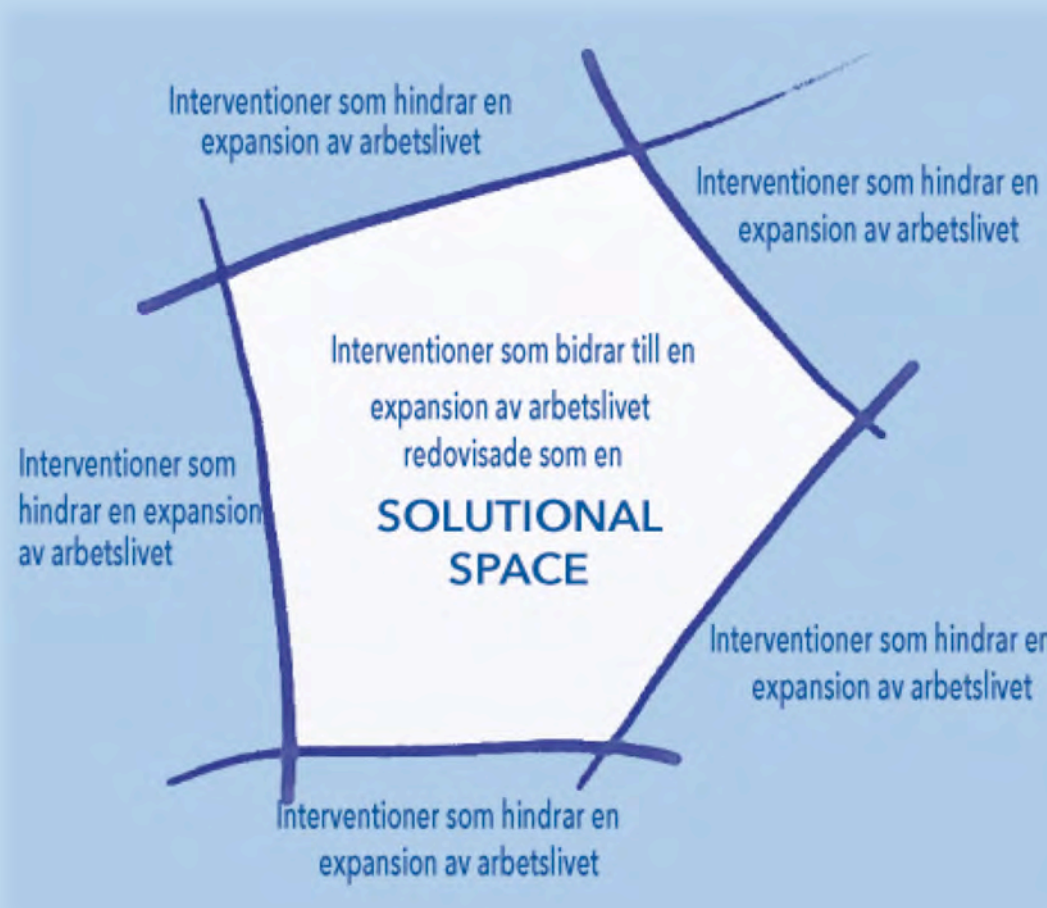 Interventioner som hindrar en
expansion av arbetslivet
Interventioner som hindrar en
expansion av arbetslivet
Interventioner som bidrar till en
expansion av arbetslivet
redovisade som en
SOLUTIONAL
SPACE
Interventioner som
hindrar en expansion
av arbetslivet
Interventioner som hindrar en
expansion av arbetslivet
Interventioner som hindrar en
expansion av arbetslivet